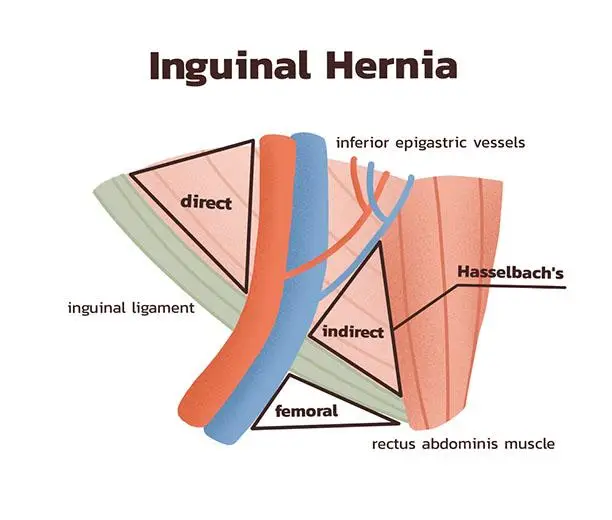 Inguinal Hernia
inferior epigastric vessels
direct
Hasselbach's
inguinal ligament
indirect
femoral
rectus abdominis muscle